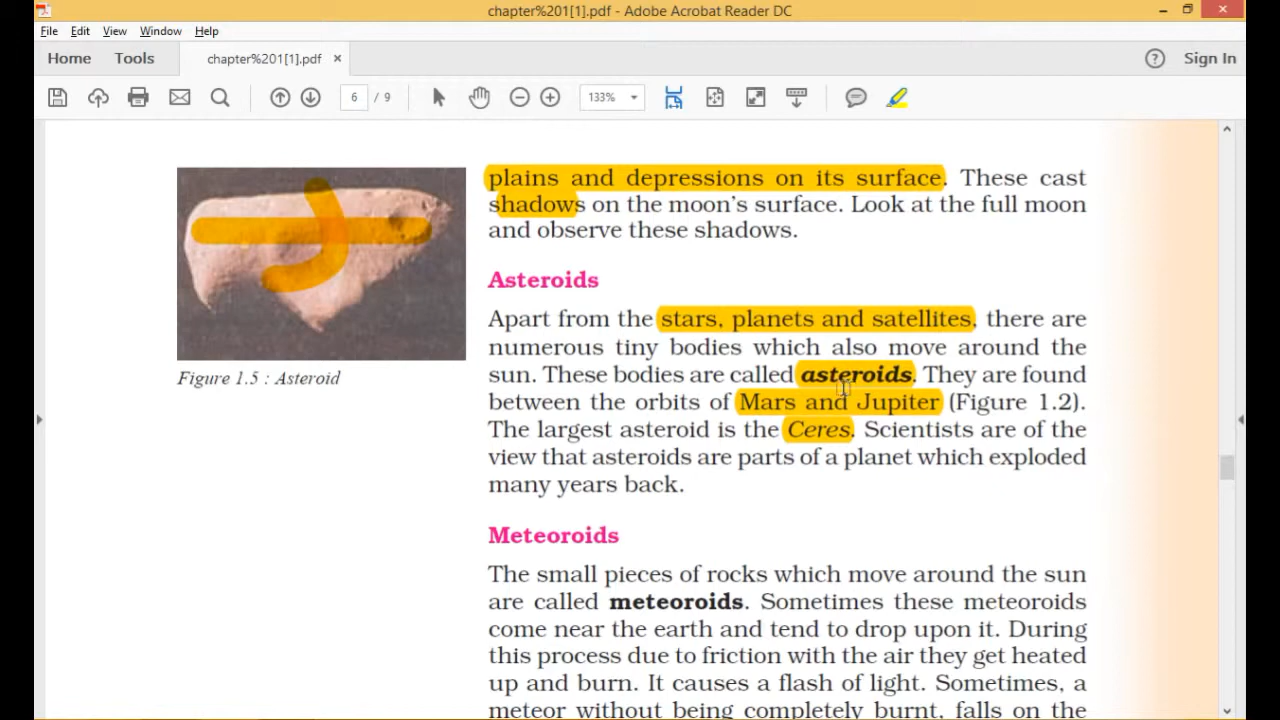 chapter%201[1].pdf - Adobe Acrobat Reader DC
File Edit View Window Help
Home Tools chapter%201[1].pdf × Sign In
6 / 9 133%
plains and depressions on its surface. These cast
shadows on the moon's surface. Look at the full moon
and observe these shadows.
Asteroids
Apart from the stars, planets and satellites, there are
numerous tiny bodies which also move around the
sun. These bodies are called asteroids. They are found
between the orbits of Mars and Jupiter (Figure 1.2).
The largest asteroid is the Ceres. Scientists are of the
view that asteroids are parts of a planet which exploded
many years back.
Figure 1.5 : Asteroid
Meteoroids
The small pieces of rocks which move around the sun
are called meteoroids. Sometimes these meteoroids
come near the earth and tend to drop upon it. During
this process due to friction with the air they get heated
up and burn. It causes a flash of light. Sometimes, a
meteor without being completely burnt, falls on the